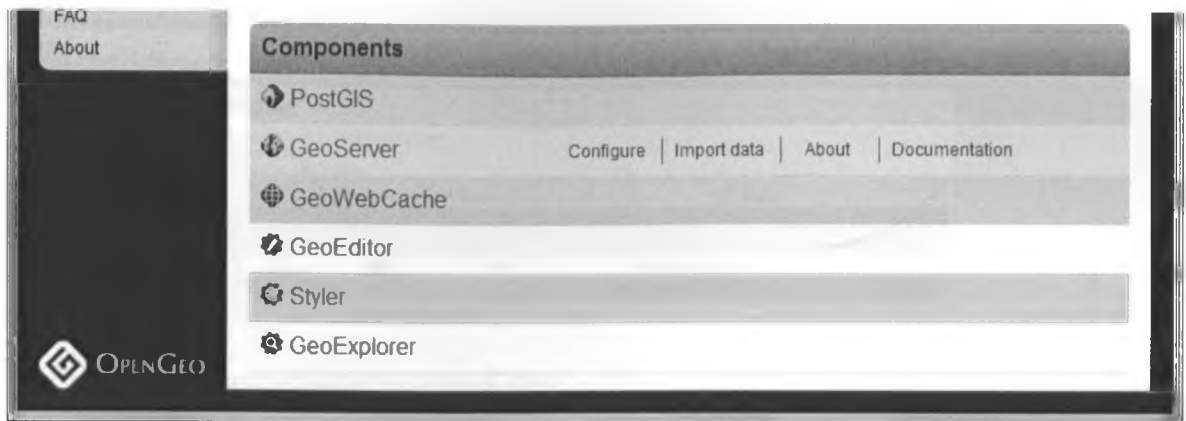 FAQ
About
Components
PostGIS
GeoServer Configure | Import data | About | Documentation
GeoWebCache
GeoEditor
Styler
GeoExplorer
OPENGEO